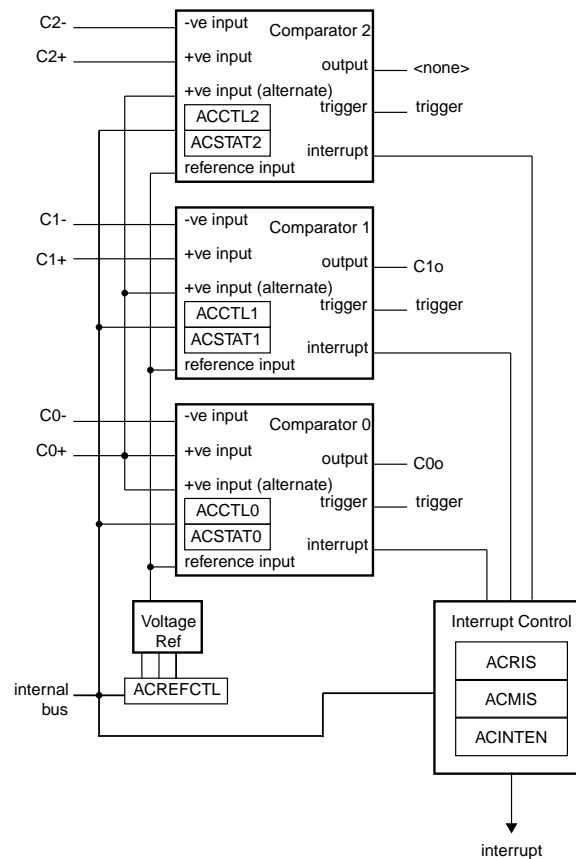 C2-
-ve input
Comparator 2
C2+
+ve input
output
<none>
+ve input (alternate)
trigger
trigger
ACCTL2
ACSTAT2
interrupt
reference input
C1-
-ve input
Comparator 1
C1+
+ve input
output
C1o
+ve input (alternate)
trigger
trigger
ACCTL1
ACSTAT1
interrupt
reference input
C0-
-ve input
Comparator 0
C0+
+ve input
output
C0o
+ve input (alternate)
trigger
trigger
ACCTL0
ACSTAT0
interrupt
reference input
Voltage
Ref
ACREFCTL
internal
bus
Interrupt Control
ACRIS
ACMIS
ACINTEN
interrupt